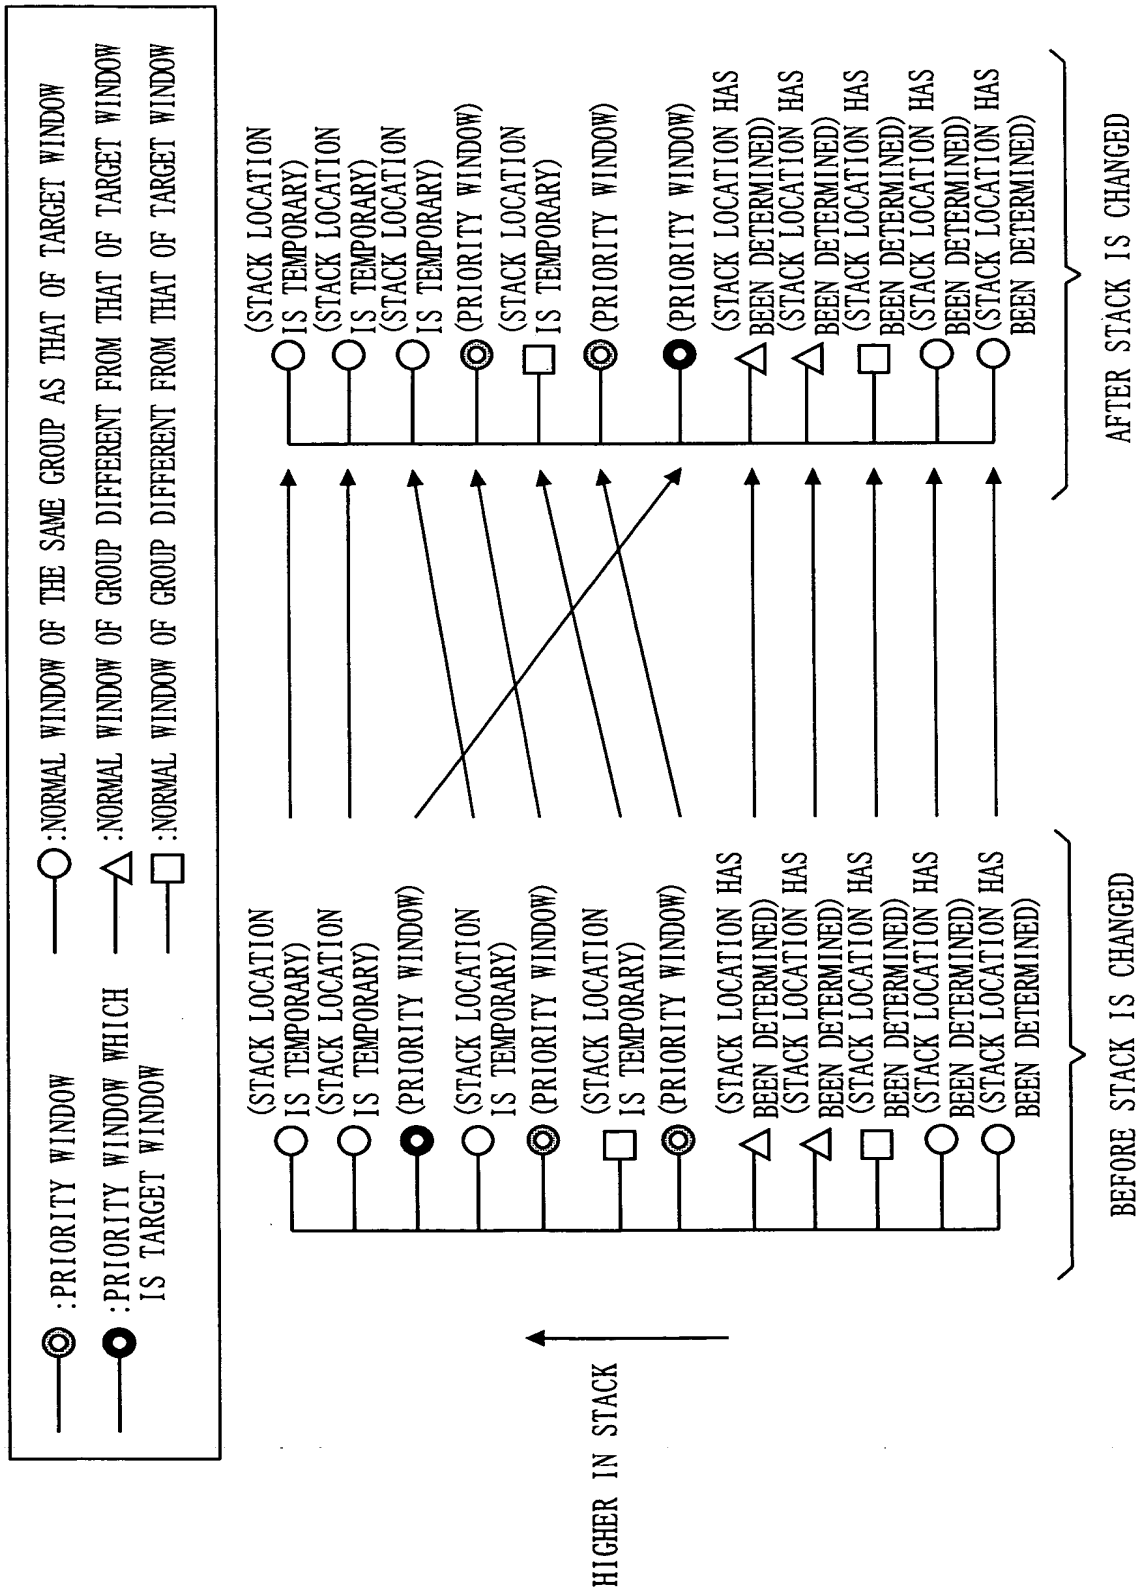 :PRIORITY WINDOW
:PRIORITY WINDOW WHICH
IS TARGET WINDOW
:NORMAL WINDOW OF THE SAME GROUP AS THAT OF TARGET WINDOW
:NORMAL WINDOW OF GROUP DIFFERENT FROM THAT OF TARGET WINDOW
:NORMAL WINDOW OF GROUP DIFFERENT FROM THAT OF TARGET WINDOW
HIGHER IN STACK
(STACK LOCATION
IS TEMPORARY)
(STACK LOCATION
IS TEMPORARY)
(PRIORITY WINDOW)
(STACK LOCATION
IS TEMPORARY)
(PRIORITY WINDOW)
(STACK LOCATION
IS TEMPORARY)
(PRIORITY WINDOW)
(STACK LOCATION HAS
BEEN DETERMINED)
(STACK LOCATION HAS
BEEN DETERMINED)
(STACK LOCATION HAS
BEEN DETERMINED)
(STACK LOCATION HAS
BEEN DETERMINED)
(STACK LOCATION HAS
BEEN DETERMINED)
BEFORE STACK IS CHANGED
(STACK LOCATION
IS TEMPORARY)
(STACK LOCATION
IS TEMPORARY)
(STACK LOCATION
IS TEMPORARY)
(PRIORITY WINDOW)
(STACK LOCATION
IS TEMPORARY)
(PRIORITY WINDOW)
(PRIORITY WINDOW)
(STACK LOCATION HAS
BEEN DETERMINED)
(STACK LOCATION HAS
BEEN DETERMINED)
(STACK LOCATION HAS
BEEN DETERMINED)
(STACK LOCATION HAS
BEEN DETERMINED)
(STACK LOCATION HAS
BEEN DETERMINED)
AFTER STACK IS CHANGED